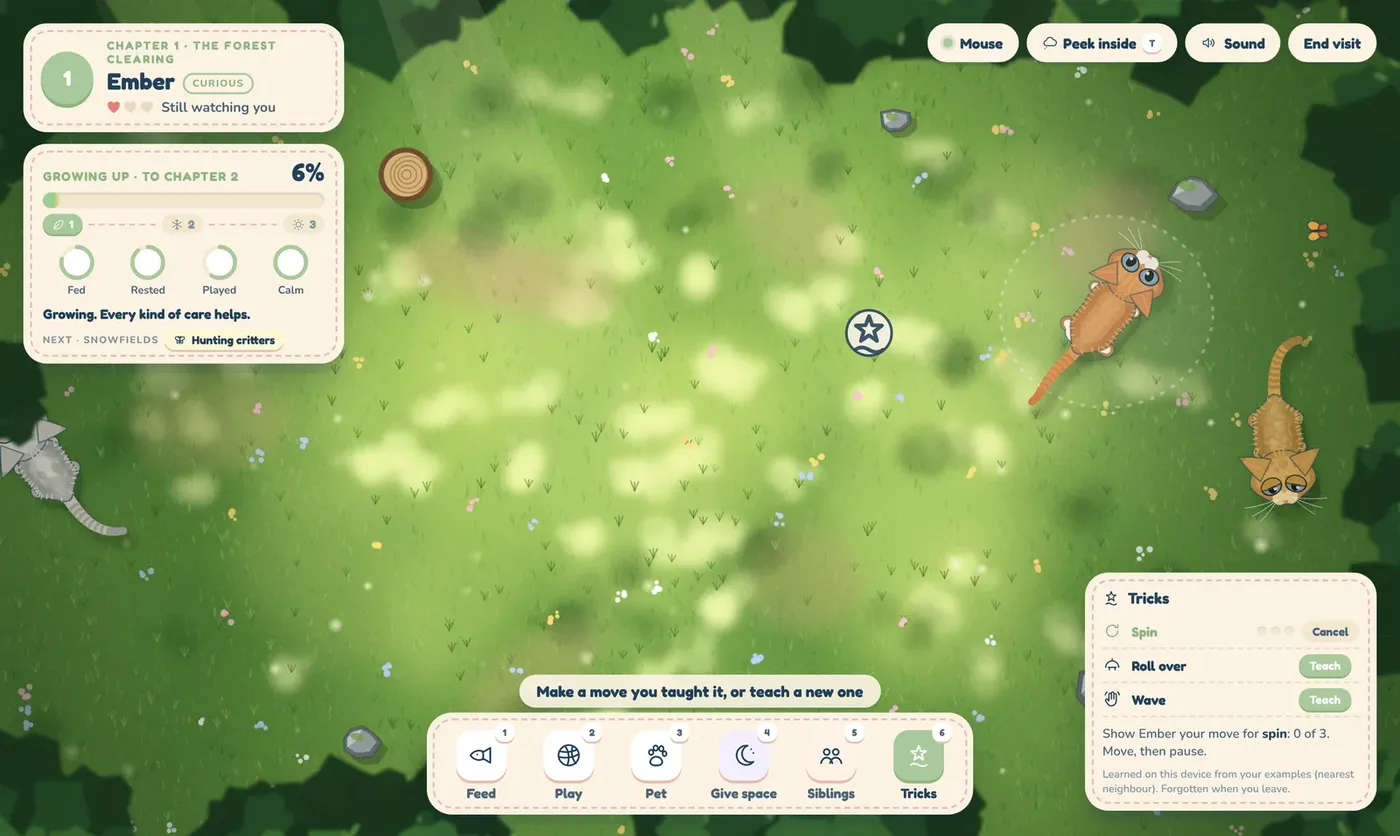 CHAPTER 1 · THE FOREST
CLEARING
1
Ember CURIOUS
Still watching you
GROWING UP · TO CHAPTER 2 6%
1 2 3
Fed Rested Played Calm
Growing. Every kind of care helps.
NEXT · SNOWFIELDS Hunting critters
Mouse Peek inside T Sound End visit
Tricks
Spin Cancel
Roll over Teach
Wave Teach
Show Ember your move for spin: 0 of 3.
Move, then pause.
Learned on this device from your examples (nearest
neighbour). Forgotten when you leave.
Make a move you taught it, or teach a new one
1 2 3 4 5 6
Feed Play Pet Give space Siblings Tricks